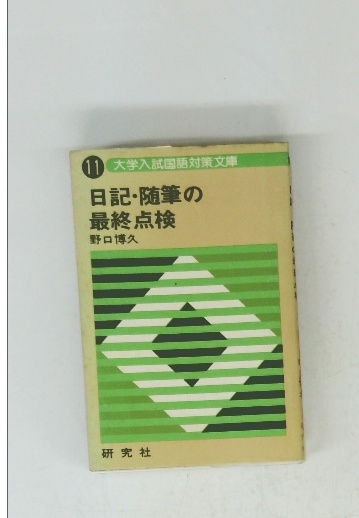 11 大学入試国語対策文庫
日記・随筆の
最終点検
野口博久
研究社